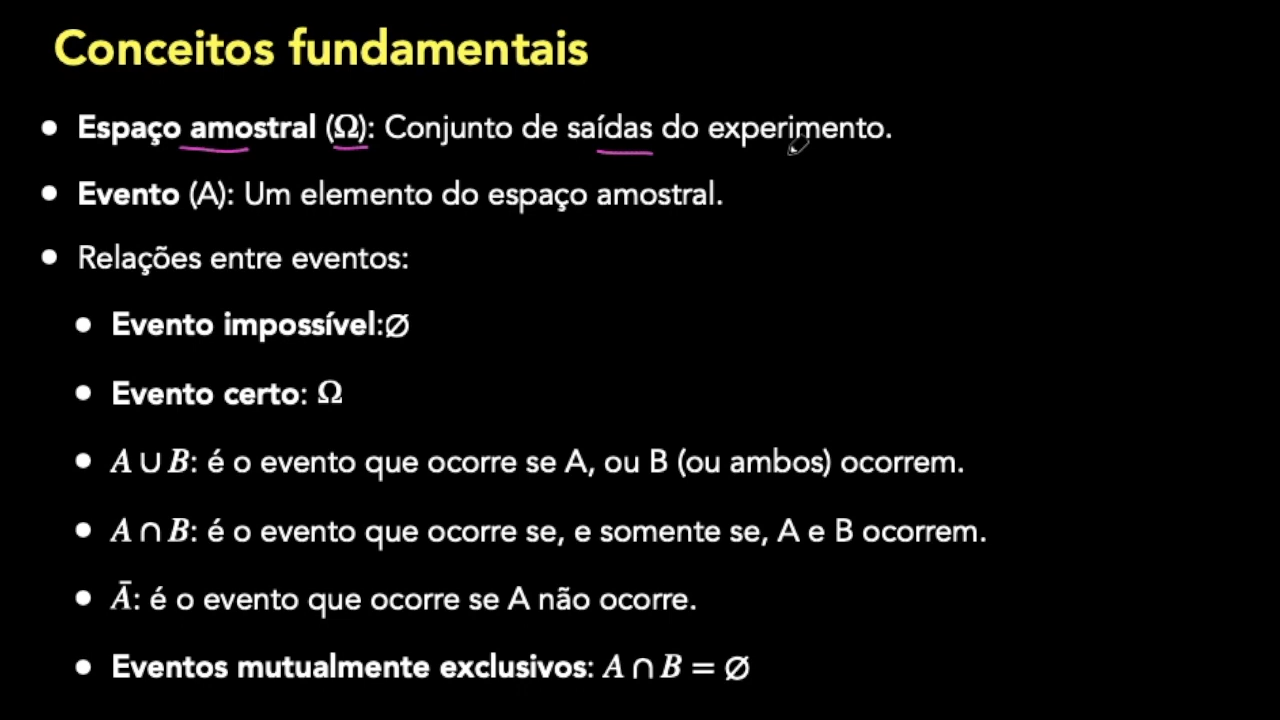 Conceitos fundamentais
• Espaço amostral (Ω): Conjunto de saídas do experimento.
• Evento (A): Um elemento do espaço amostral.
• Relações entre eventos:
• Evento impossível:∅
• Evento certo: Ω
• A ∪ B: é o evento que ocorre se A, ou B (ou ambos) ocorrem.
• A ∩ B: é o evento que ocorre se, e somente se, A e B ocorrem.
• Ā: é o evento que ocorre se A não ocorre.
• Eventos mutualmente exclusivos: A ∩ B = ∅